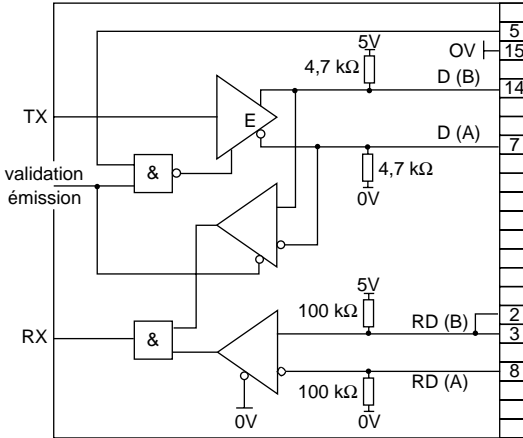 5
5V
OV
15
4,7 kΩ
D (B)
14
TX
E
D (A)
7
validation
émission
&
4,7 kΩ
0V
5V
2
100 kΩ
RD (B)
3
RX
&
8
100 kΩ
RD (A)
0V
0V